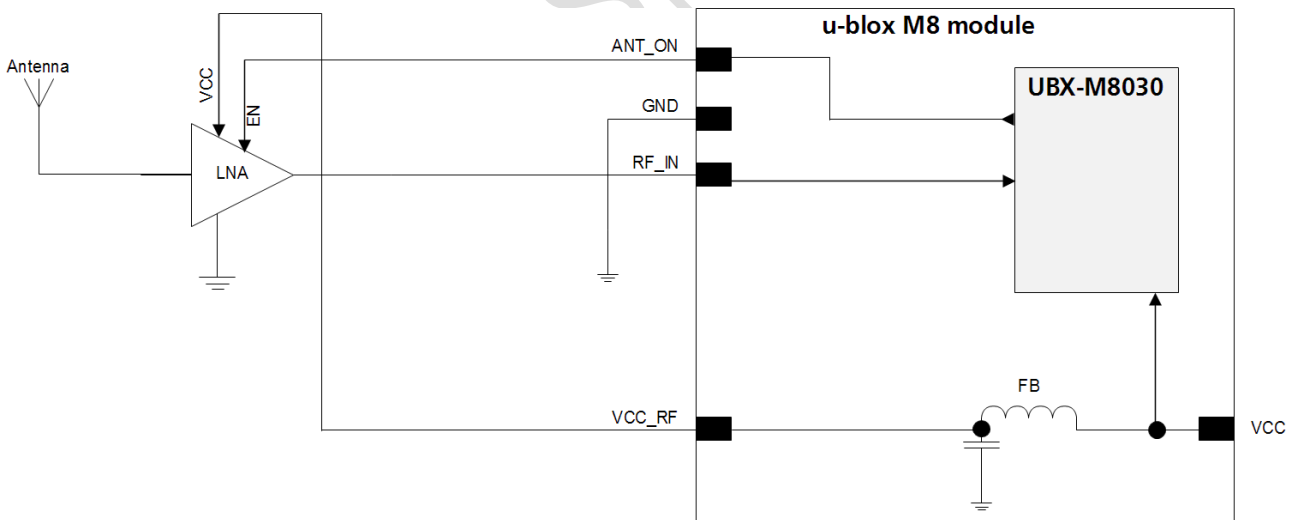 u-blox M8 module
ANT_ON
Antenna
VCC
UBX-M8030
EN
GND
RF_IN
LNA
FB
VCC_RF
VCC